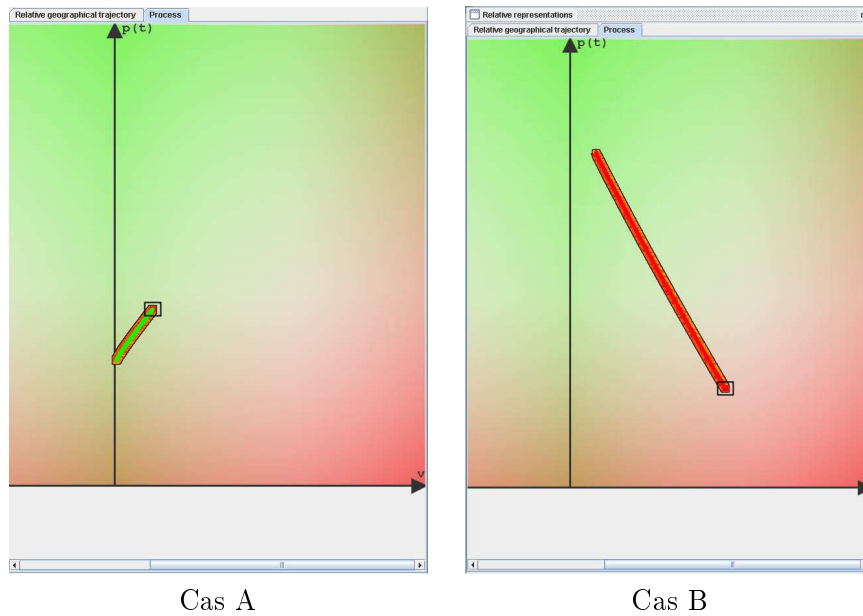 Relative geographical trajectory Process
p(t)
v
Relative representations
Relative geographical trajectory Process
p(t)
Cas A
Cas B